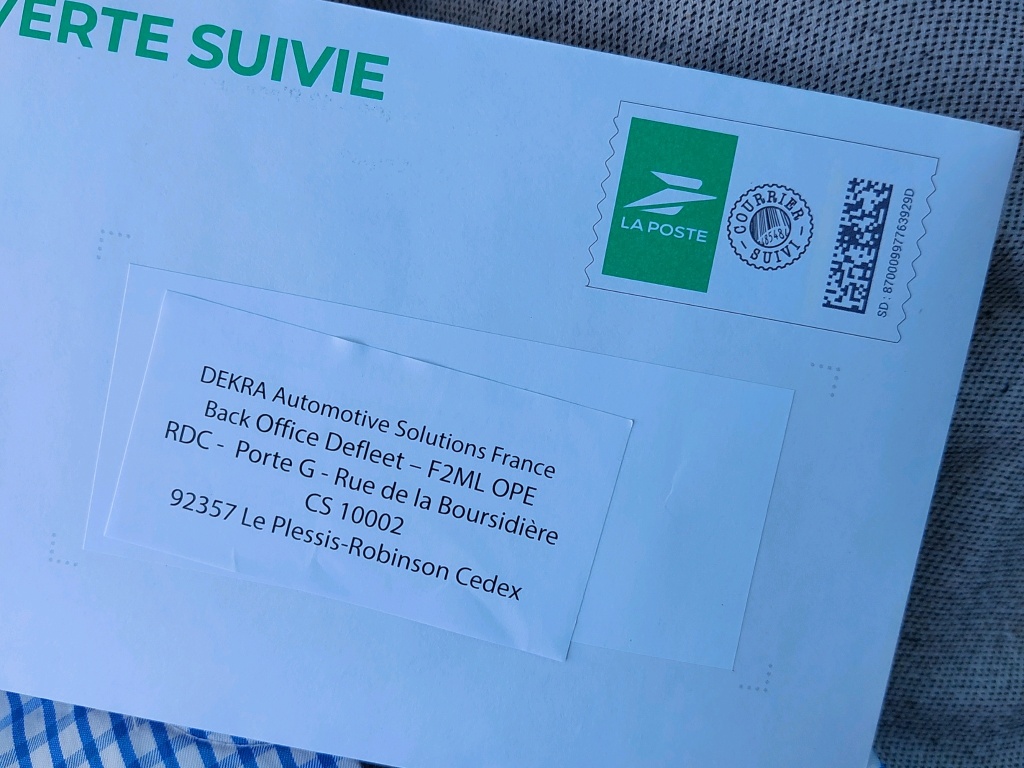 VERTE SUIVIE
LA POSTE
COURRIER
SUIVI
SD : 87000997763929D
DEKRA Automotive Solutions France
Back Office Defleet – F2ML OPE
RDC - Porte G - Rue de la Boursidière
CS 10002
92357 Le Plessis-Robinson Cedex